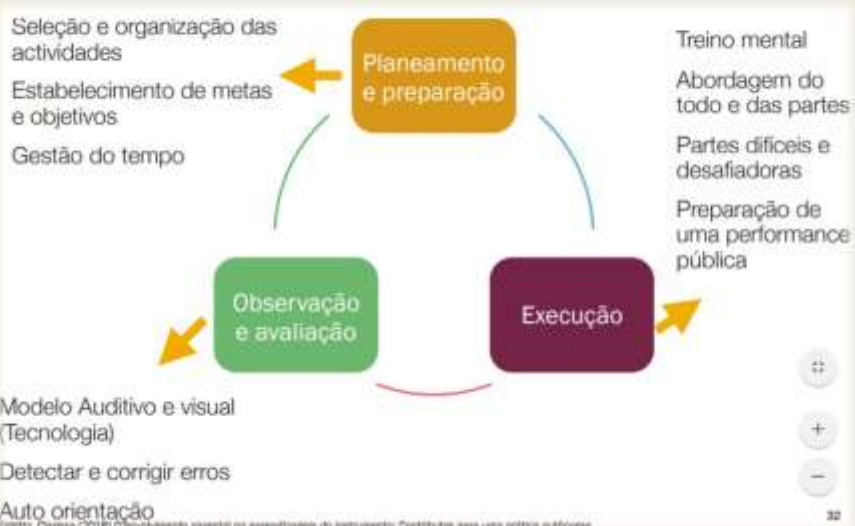 Seleção e organização das
actividades
Estabelecimento de metas
e objetivos
Gestão do tempo
Planeamento
e preparação
Treino mental
Abordagem do
todo e das partes
Partes difíceis e
desafiadoras
Preparação de
uma performance
pública
Observação
e avaliação
Execução
Modelo Auditivo e visual
(Tecnologia)
Detectar e corrigir erros
Auto orientação
32